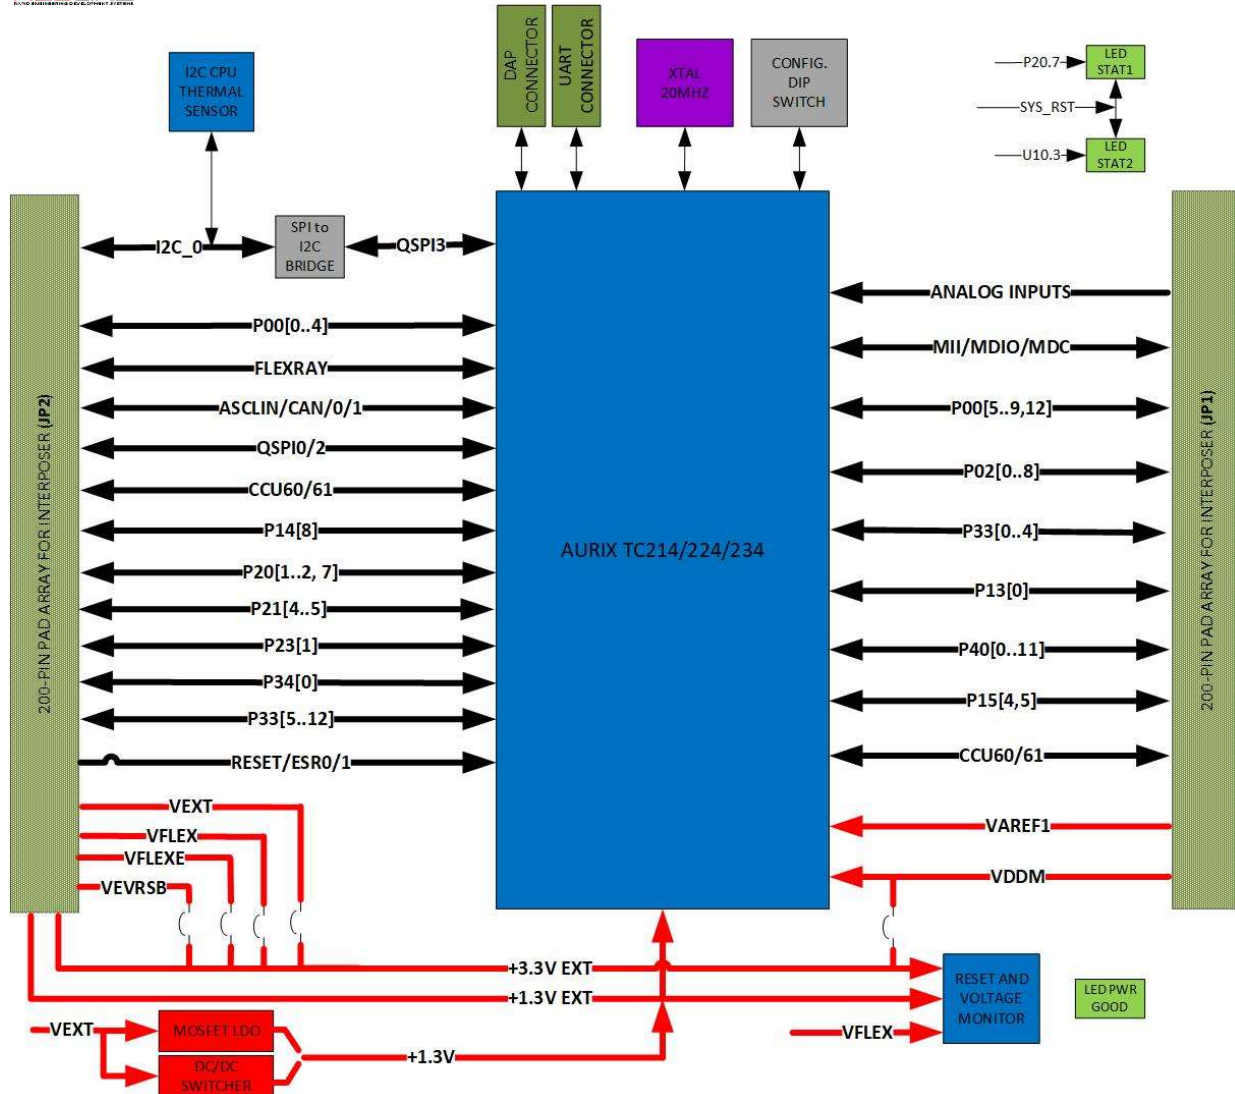 RAPID ENGINEERING DEVELOPMENT SYSTEMS
I2C CPU
THERMAL
SENSOR
DAP
CONNECTOR
UART
CONNECTOR
XTAL
20MHZ
CONFIG.
DIP
SWITCH
P20.7
LED
STAT1
SYS_RST
U10.3
LED
STAT2
200-PIN PAD ARRAY FOR INTERPOSER (JP2)
I2C_0
SPI to
I2C
BRIDGE
QSPI3
P00[0..4]
FLEXRAY
ASCLIN/CAN/0/1
QSPI0/2
CCU60/61
P14[8]
P20[1..2, 7]
P21[4..5]
P23[1]
P34[0]
P33[5..12]
RESET/ESR0/1
AURIX TC214/224/234
ANALOG INPUTS
MII/MDIO/MDC
P00[5..9,12]
P02[0..8]
P33[0..4]
P13[0]
P40[0..11]
P15[4,5]
CCU60/61
VAREF1
VDDM
200-PIN PAD ARRAY FOR INTERPOSER (JP1)
VEXT
VFLEX
VFLEXE
VEVRSB
+3.3V EXT
+1.3V EXT
VEXT
MOSFET LDO
DC/DC
SWITCHER
+1.3V
VFLEX
RESET AND
VOLTAGE
MONITOR
LED PWR
GOOD